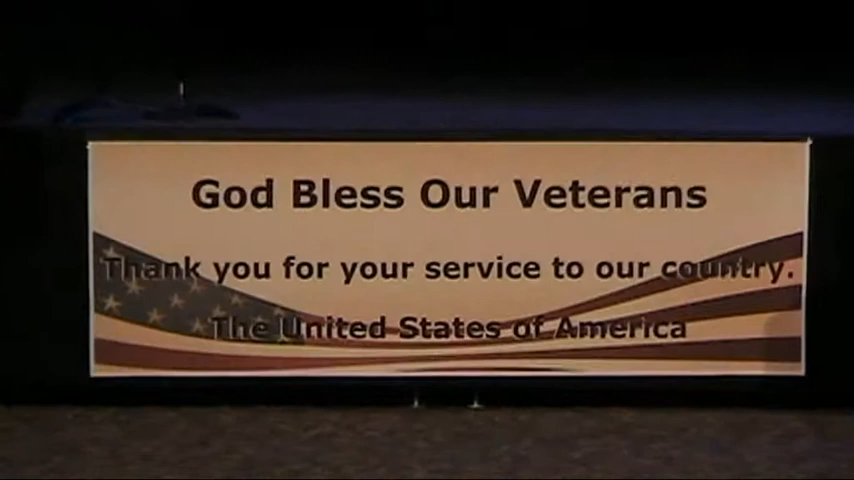 God Bless Our Veterans
Thank you for your service to our country.
The United States of America